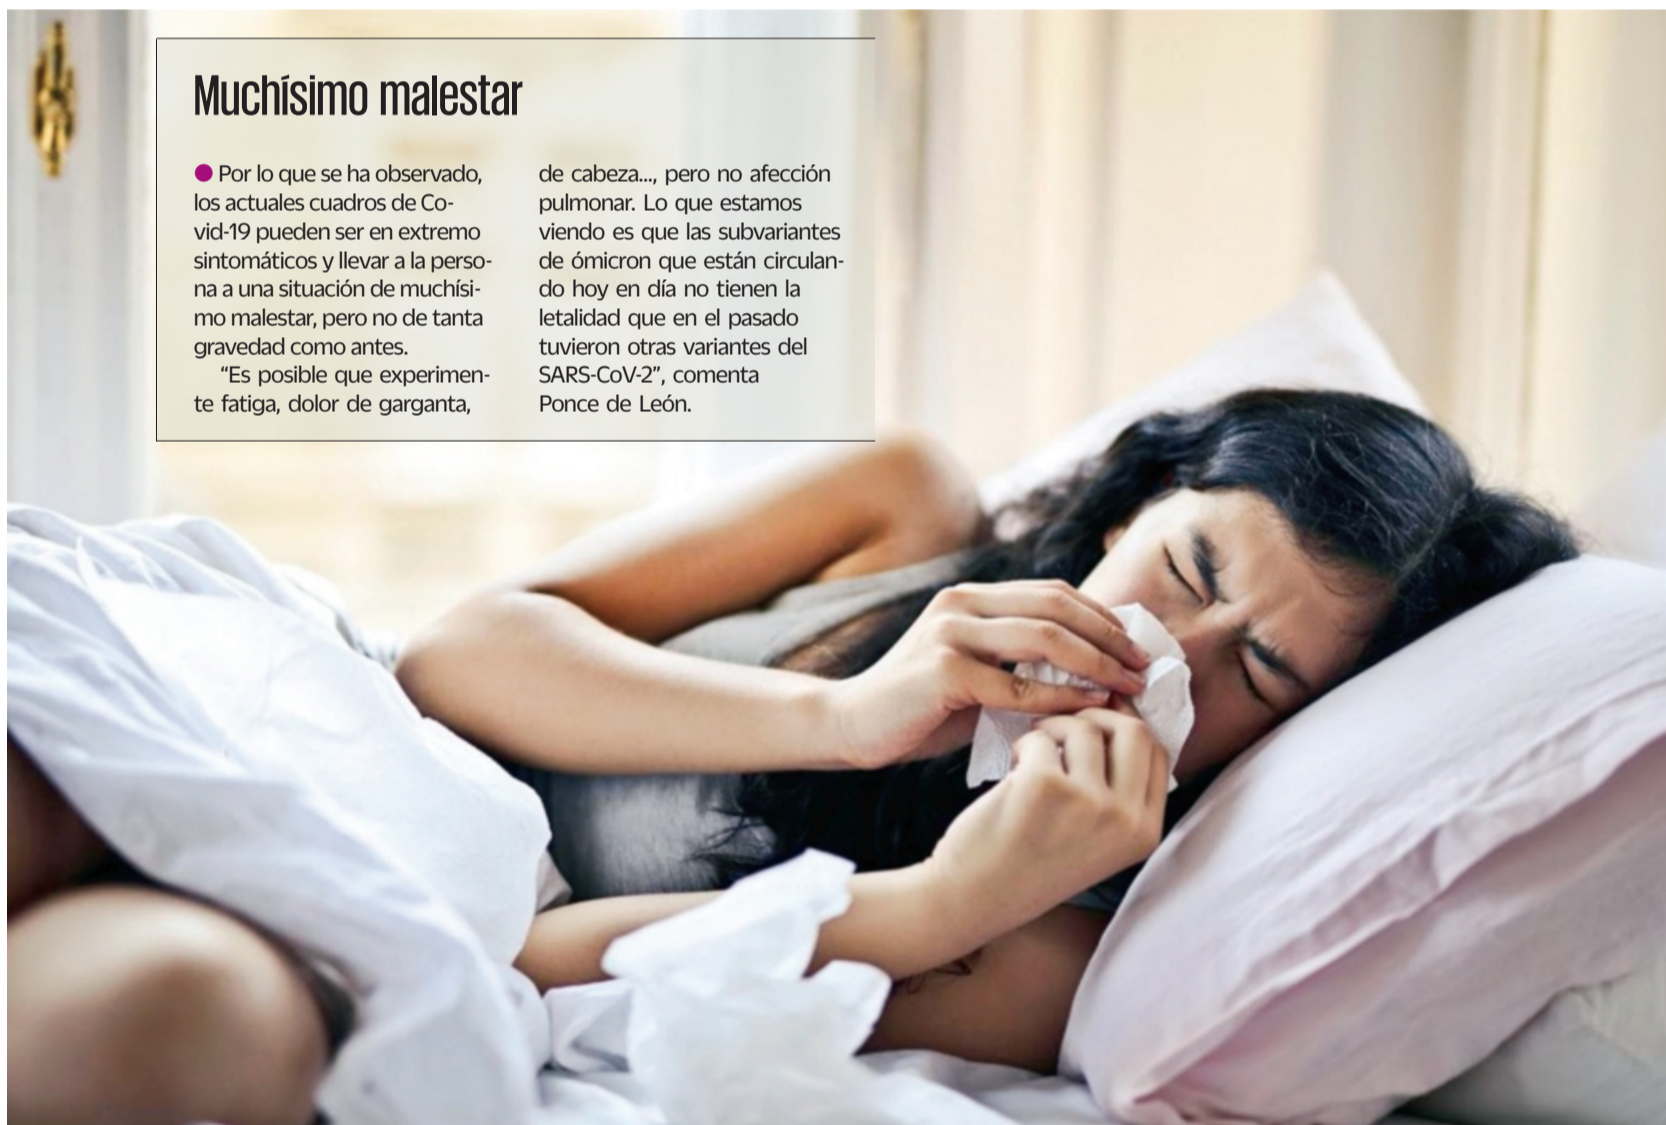 Muchísimo malestar
● Por lo que se ha observado,
los actuales cuadros de Co-
vid-19 pueden ser en extremo
sintomáticos y llevar a la perso-
na a una situación de muchísi-
mo malestar, pero no de tanta
gravedad como antes.
“Es posible que experimen-
te fatiga, dolor de garganta,
de cabeza..., pero no afección
pulmonar. Lo que estamos
viendo es que las subvariantes
de ómicron que están circulan-
do hoy en día no tienen la
letalidad que en el pasado
tuvieron otras variantes del
SARS-CoV-2”, comenta
Ponce de León.